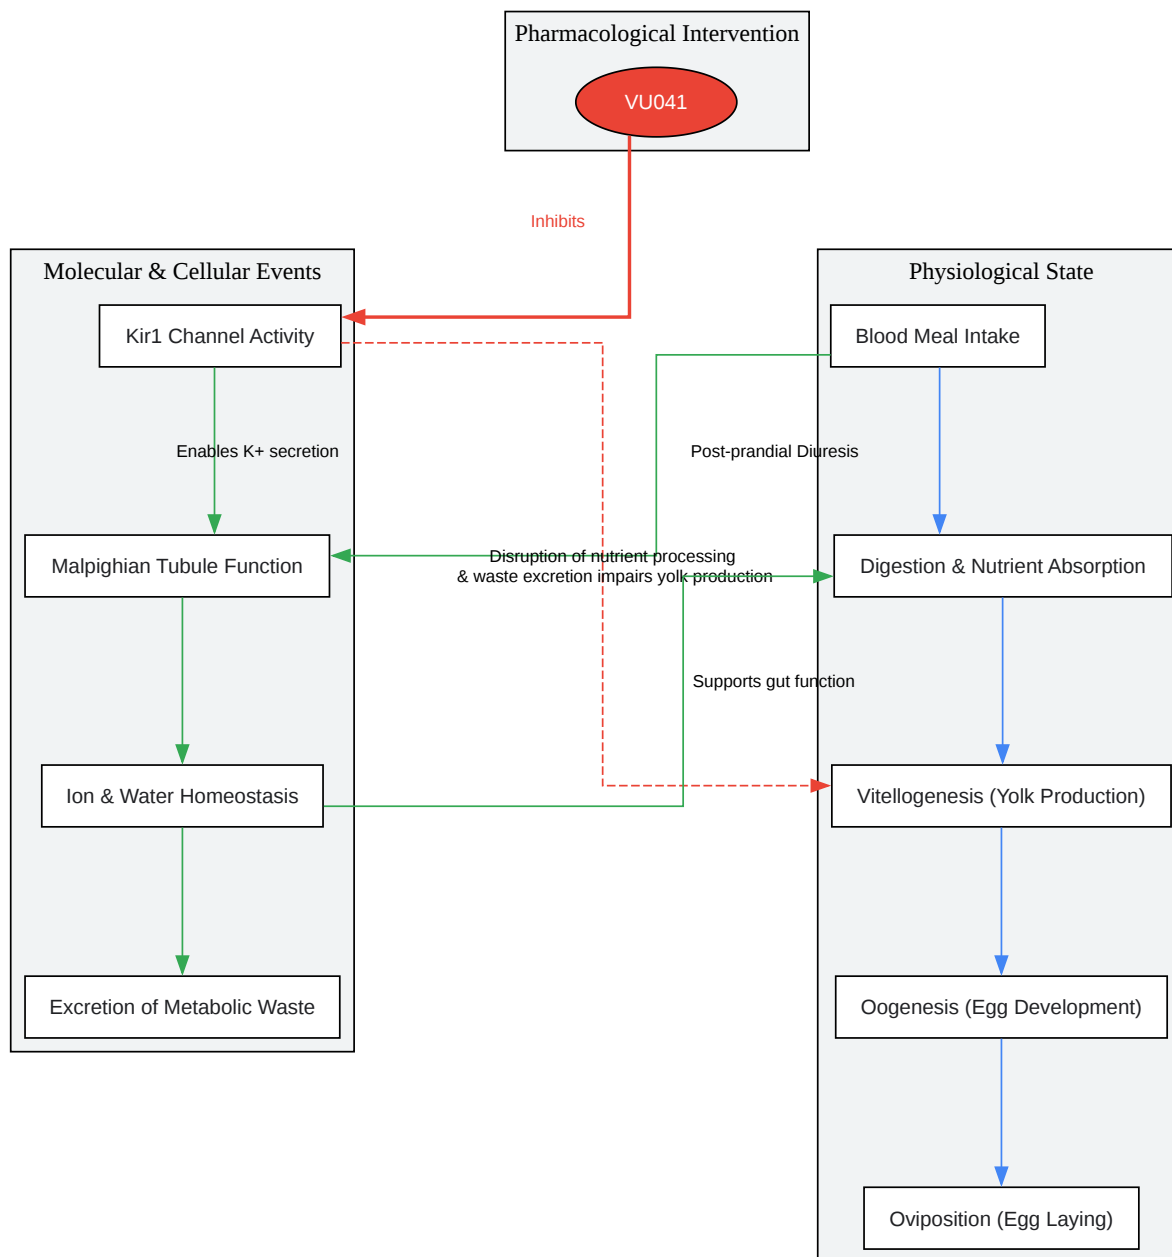 Pharmacological Intervention
VU041
Inhibits
Molecular & Cellular Events
Physiological State
Kir1 Channel Activity
Blood Meal Intake
Enables K+ secretion
Post-prandial Diuresis
Malpighian Tubule Function
Disruption of nutrient processing
& waste excretion impairs yolk production
Digestion & Nutrient Absorption
Supports gut function
Ion & Water Homeostasis
Vitellogenesis (Yolk Production)
Excretion of Metabolic Waste
Oogenesis (Egg Development)
Oviposition (Egg Laying)